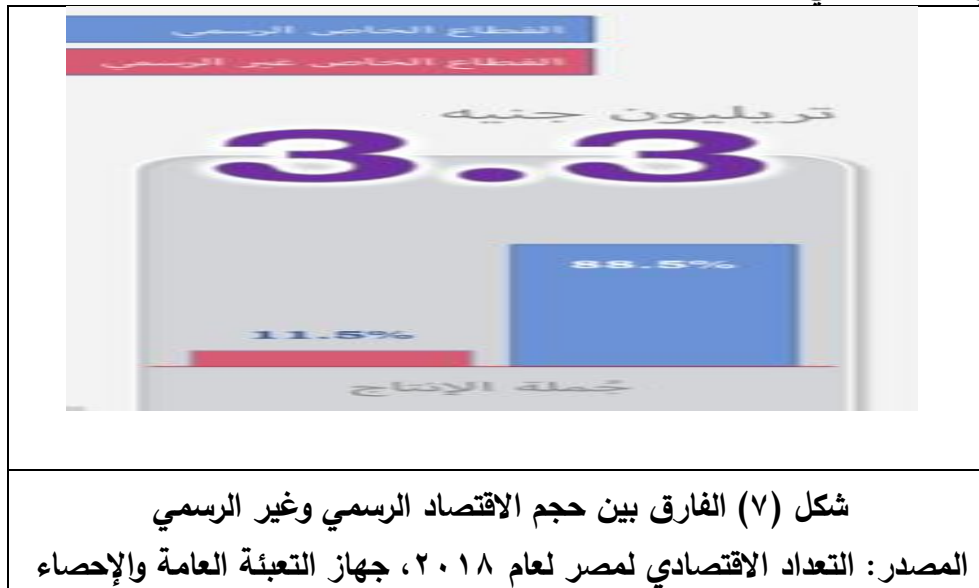 القطاع الخاص الرسمي
القطاع الخاص غير الرسمي
تريليون جنيه
3.3
88.5%
11.5%
جُملة الإنتاج
شكل (٧) الفارق بين حجم الاقتصاد الرسمي وغير الرسمي
المصدر: التعداد الاقتصادي لمصر لعام ٢٠١٨، جهاز التعبئة العامة والإحصاء